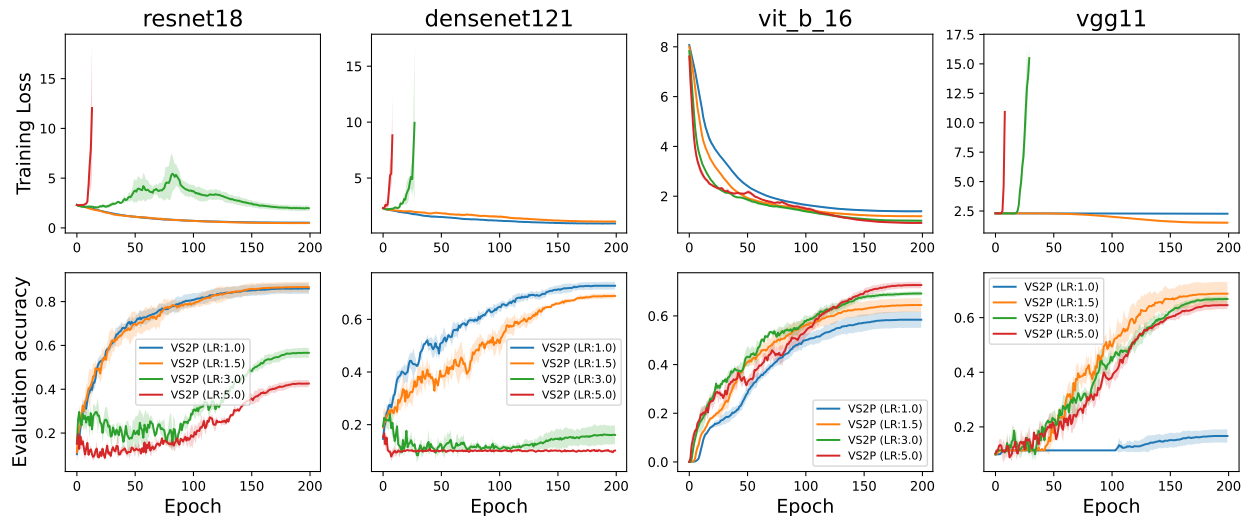 resnet18
densenet121
vit_b_16
vgg11
Training Loss
15
10
5
0
0 50 100 150 200
15
10
5
0 50 100 150 200
8
6
4
2
0 50 100 150 200
17.5
15.0
12.5
10.0
7.5
5.0
2.5
0 50 100 150 200
Evaluation accuracy
0.8
0.6
0.4
0.2
VS2P (LR:1.0)
VS2P (LR:1.5)
VS2P (LR:3.0)
VS2P (LR:5.0)
0 50 100 150 200
Epoch
0.6
0.4
0.2
VS2P (LR:1.0)
VS2P (LR:1.5)
VS2P (LR:3.0)
VS2P (LR:5.0)
0 50 100 150 200
Epoch
0.6
0.4
0.2
0.0
VS2P (LR:1.0)
VS2P (LR:1.5)
VS2P (LR:3.0)
VS2P (LR:5.0)
0 50 100 150 200
Epoch
0.6
0.4
0.2
VS2P (LR:1.0)
VS2P (LR:1.5)
VS2P (LR:3.0)
VS2P (LR:5.0)
0 50 100 150 200
Epoch